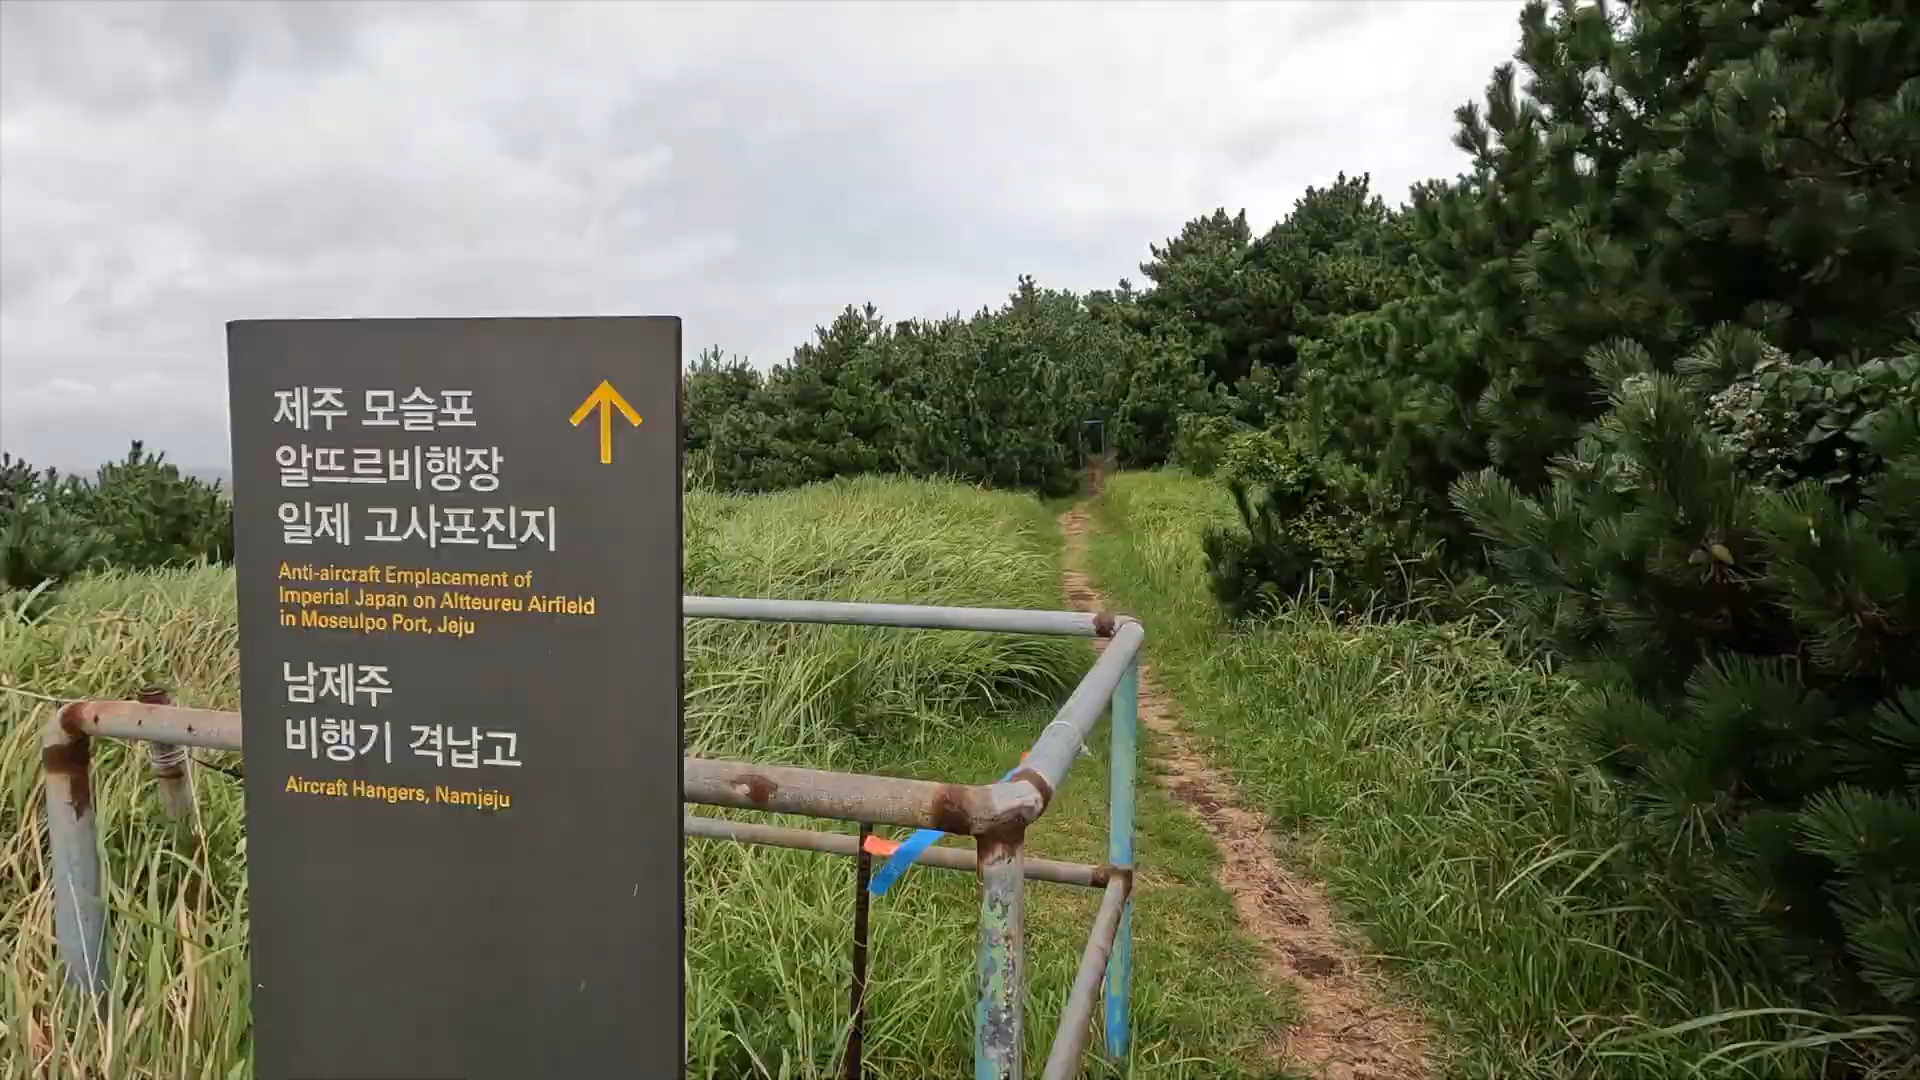 제주 모슬포
알뜨르비행장
일제 고사포진지
Anti-aircraft Emplacement of
Imperial Japan on Altteureu Airfield
in Moseulpo Port, Jeju
남제주
비행기 격납고
Aircraft Hangers, Namjeju